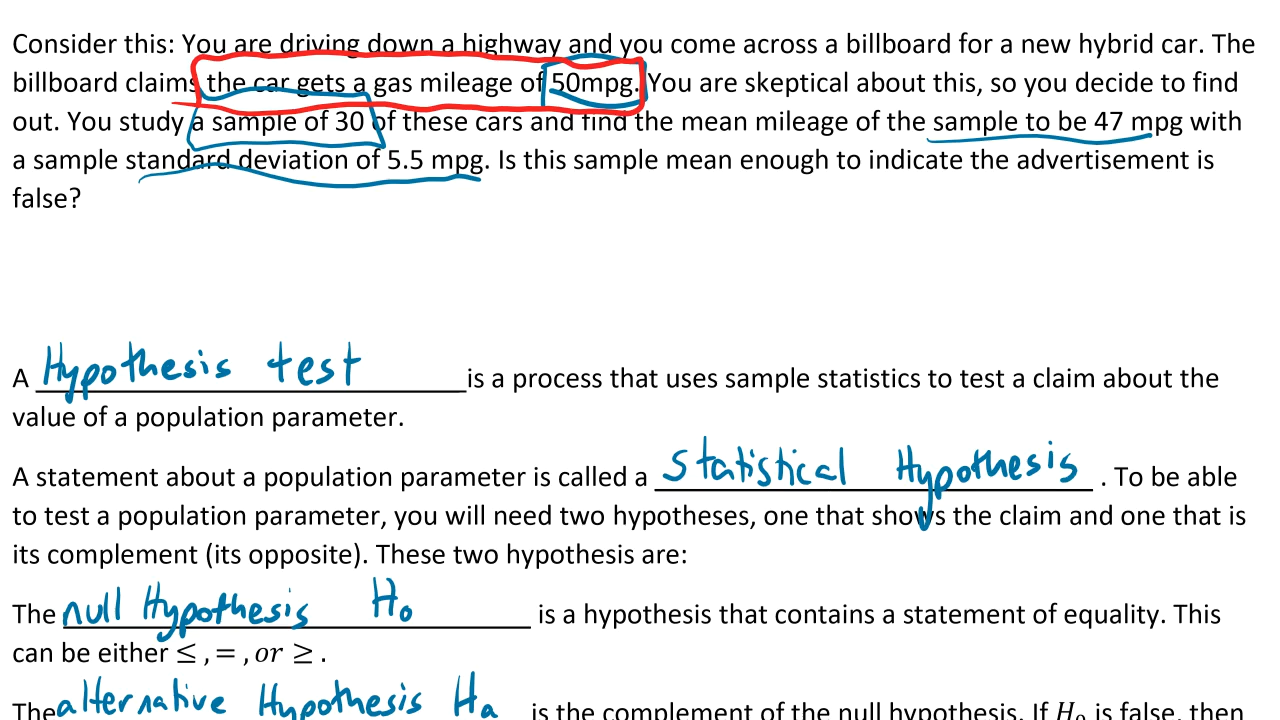 Consider this: You are driving down a highway and you come across a billboard for a new hybrid car. The
billboard claims the car gets a gas mileage of 50mpg. You are skeptical about this, so you decide to find
out. You study a sample of 30 of these cars and find the mean mileage of the sample to be 47 mpg with
a sample standard deviation of 5.5 mpg. Is this sample mean enough to indicate the advertisement is
false?
A Hypothesis test is a process that uses sample statistics to test a claim about the
value of a population parameter.
A statement about a population parameter is called a Statistical Hypothesis . To be able
to test a population parameter, you will need two hypotheses, one that shows the claim and one that is
its complement (its opposite). These two hypothesis are:
The null Hypothesis H₀ is a hypothesis that contains a statement of equality. This
can be either ≤ , = , or ≥ .
The alternative Hypothesis Hₐ is the complement of the null hypothesis. If H₀ is false, then